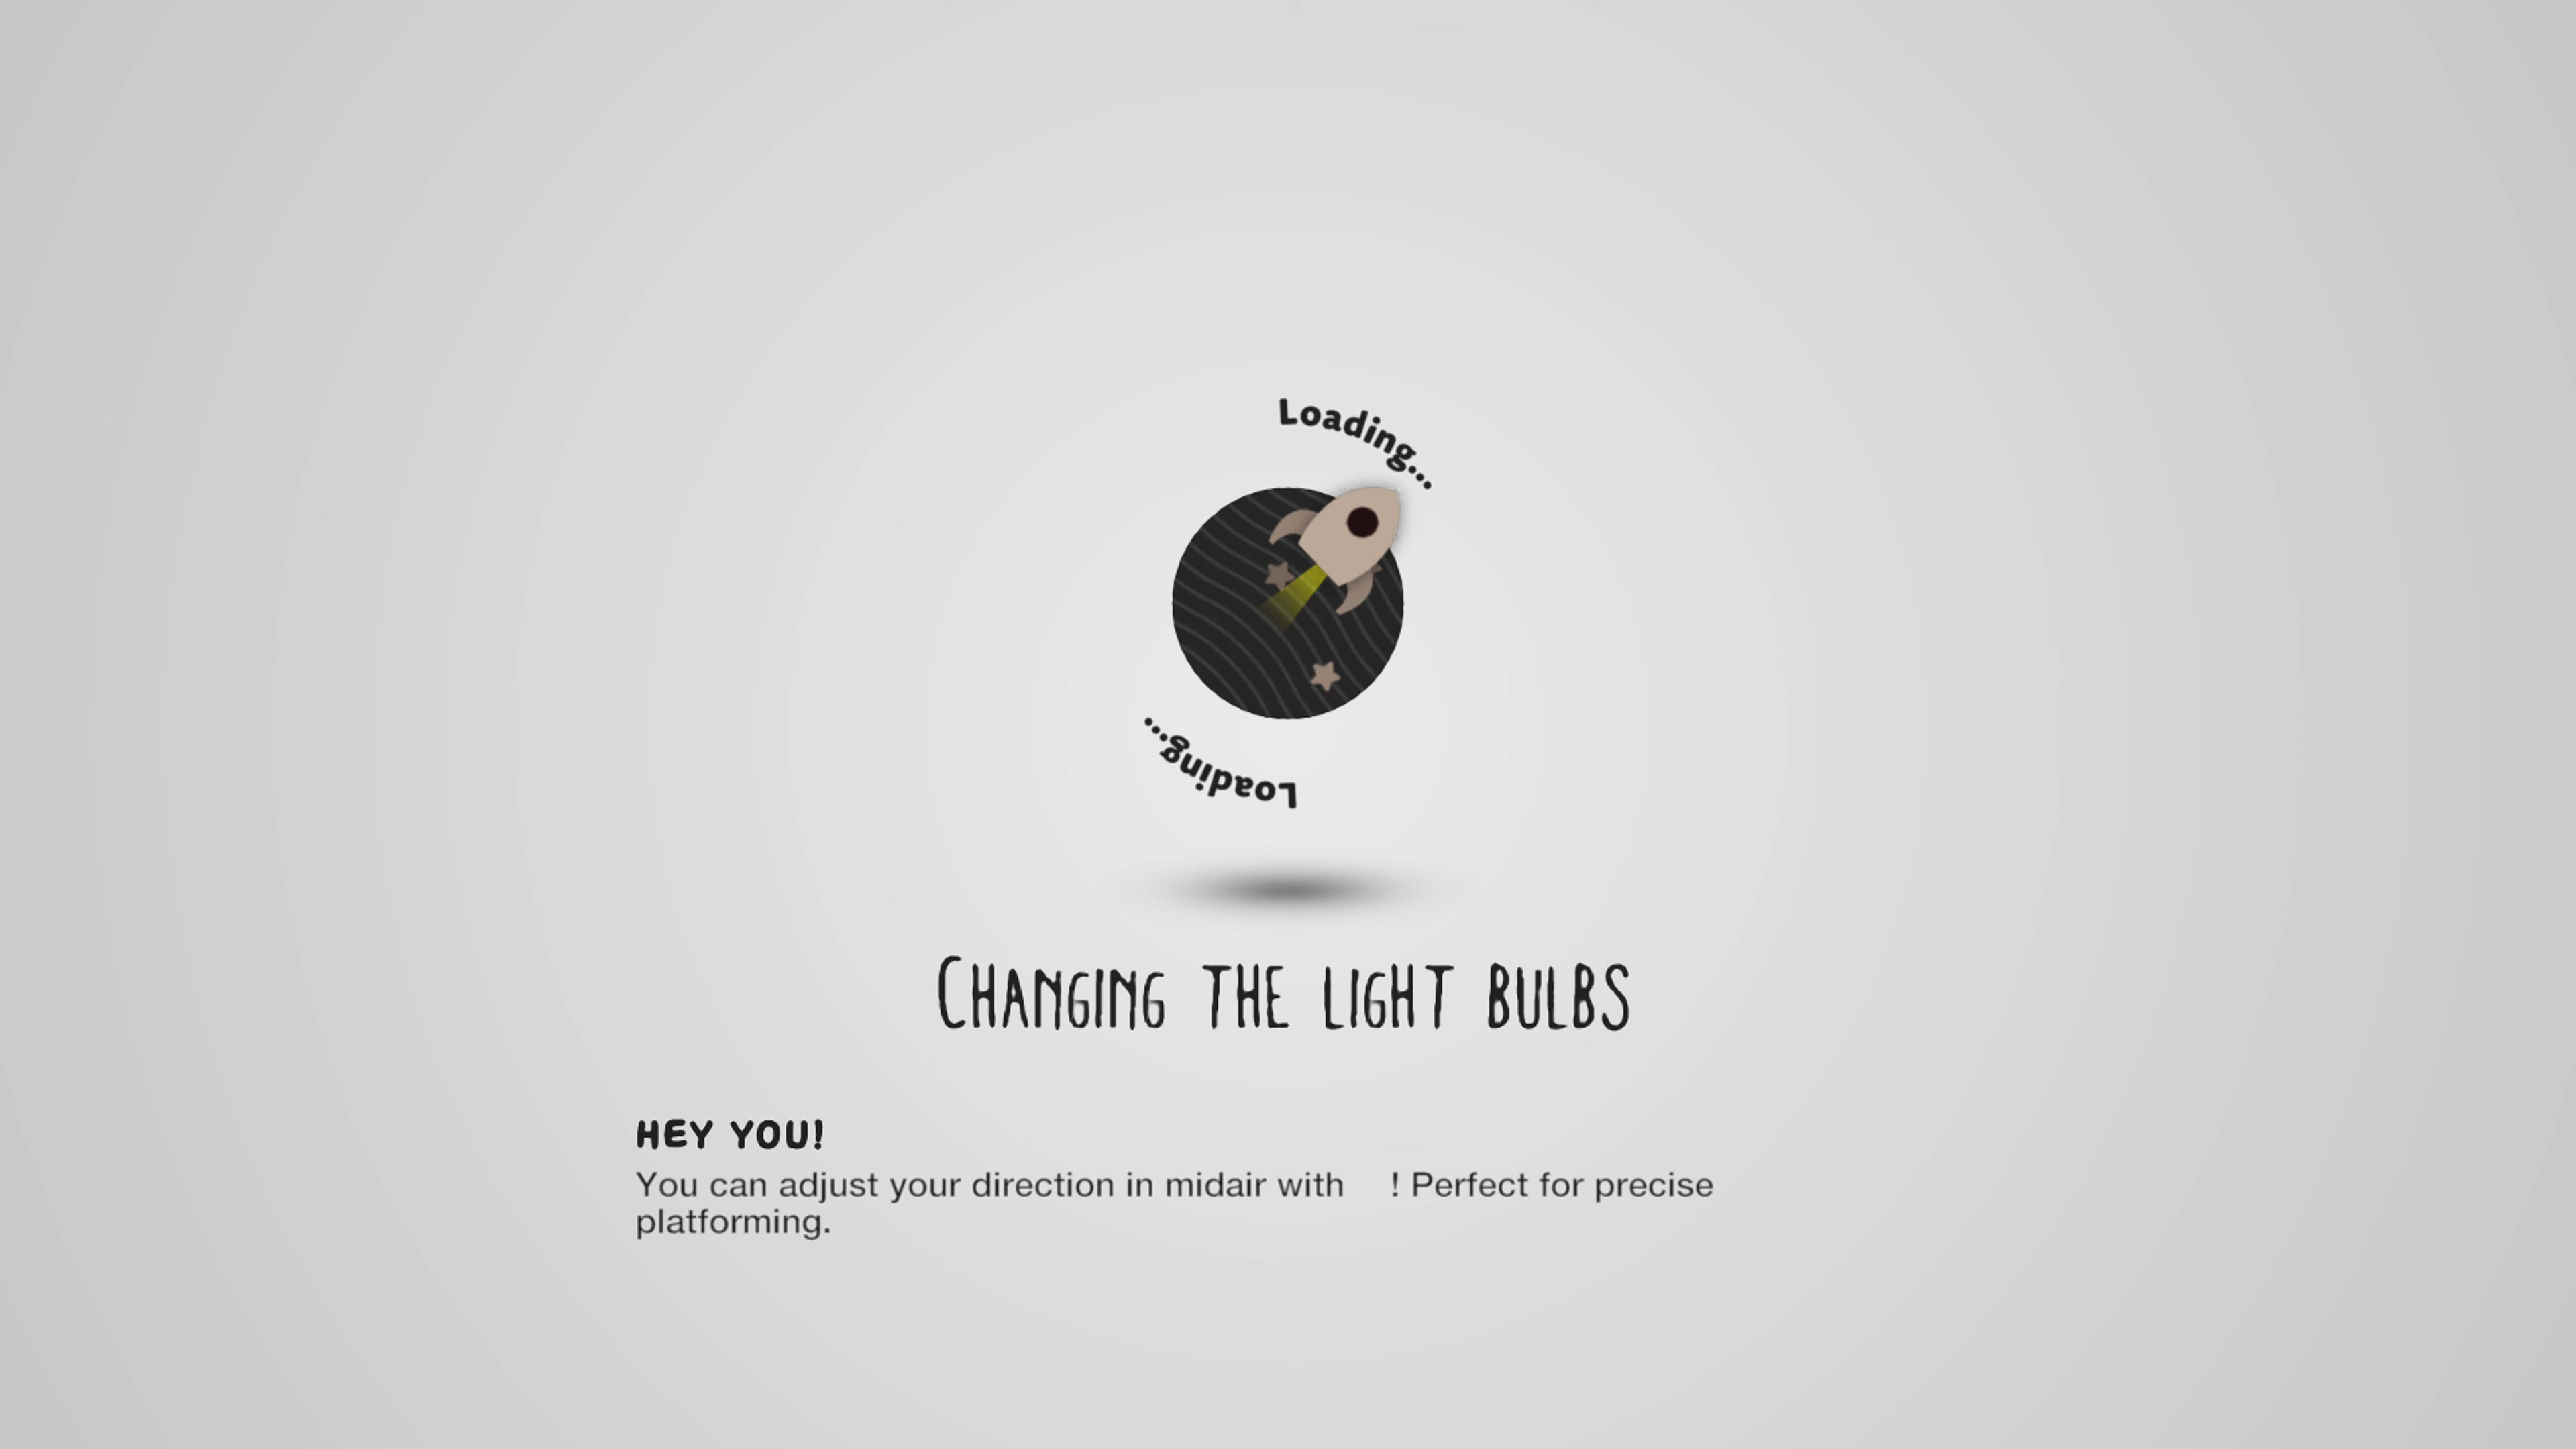 Loading...
Loading...
CHANGING THE LIGHT BULBS
HEY YOU!
You can adjust your direction in midair with ! Perfect for precise
platforming.